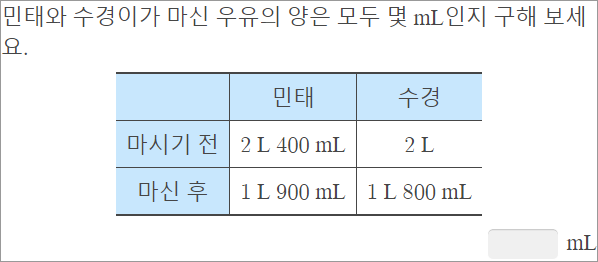 민태와 수경이가 마신 우유의 양은 모두 몇 mL인지 구해 보세
요.
민태 수경
마시기 전 2 L 400 mL 2 L
마신 후 1 L 900 mL 1 L 800 mL
mL